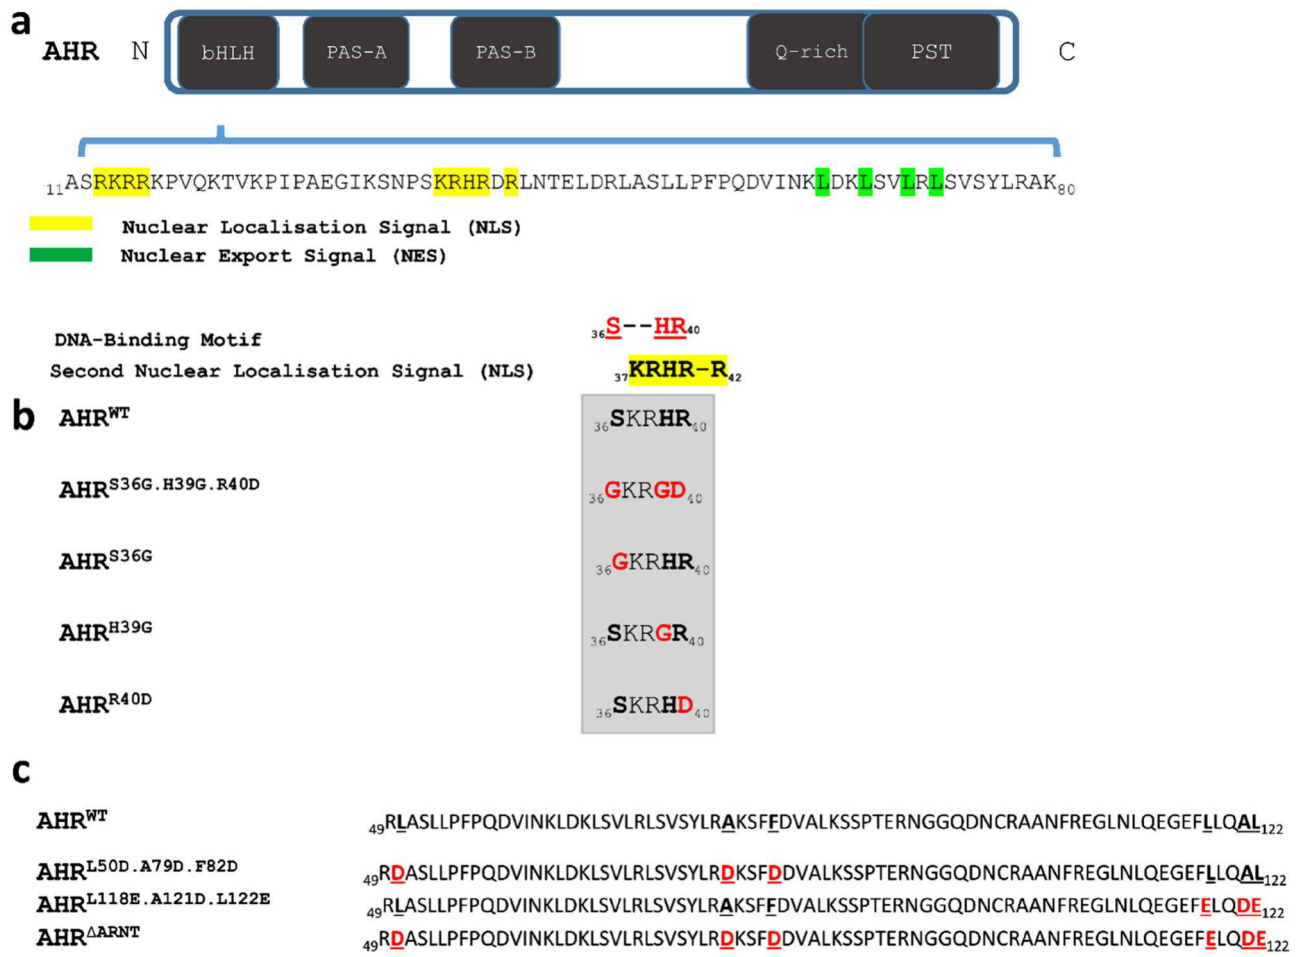 a
AHR N bHLH PAS-A PAS-B Q-rich PST C
11ASRKRRKPVQKTVKPIPAEGIKSNPSKRHRDRLNTELDRLASLLPFPQDVINKLDKLSVLRLSVSYLRAK80
Nuclear Localisation Signal (NLS)
Nuclear Export Signal (NES)
DNA-Binding Motif 36S--HR40
Second Nuclear Localisation Signal (NLS) 37KRHR-R42
b
AHRWT 36SKRHR40
AHRS36G.H39G.R40D 36GKRGD40
AHRS36G 36GKRHR40
AHRH39G 36SKRGR40
AHRR40D 36SKRHD40
c
AHRWT 49RLASLLPFPQDVINKLDKLSVLRLSVSYLRAKSFFDVALKSSPTERNGGQDNCRAANFREGLNLQEGEFLLQAL122
AHRL50D.A79D.F82D 49RDASLLPFPQDVINKLDKLSVLRLSVSYLRDKSFDDVALKSSPTERNGGQDNCRAANFREGLNLQEGEFLLQAL122
AHRL118E.A121D.L122E 49RLASLLPFPQDVINKLDKLSVLRLSVSYLRAKSFFDVALKSSPTERNGGQDNCRAANFREGLNLQEGEFELQDE122
AHRΔARNT 49RDASLLPFPQDVINKLDKLSVLRLSVSYLRDKSFDDVALKSSPTERNGGQDNCRAANFREGLNLQEGEFELQDE122